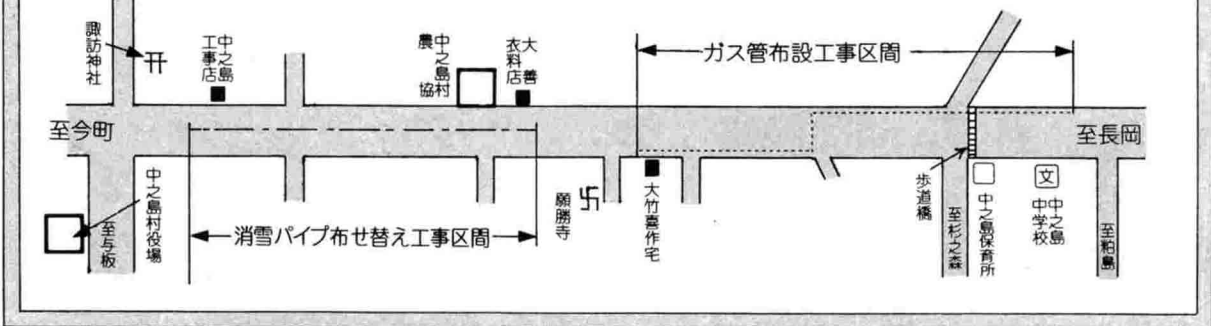 諏訪神社
中之島
工事店
中之島村
農協
大善
衣料店
ガス管布設工事区間
至今町
至長岡
中之島村役場
至与板
消雪パイプ布せ替え工事区間
願勝寺
大竹喜作宅
歩道橋
至杉之森
中之島保育所
文
中之島
中学校
至粕島